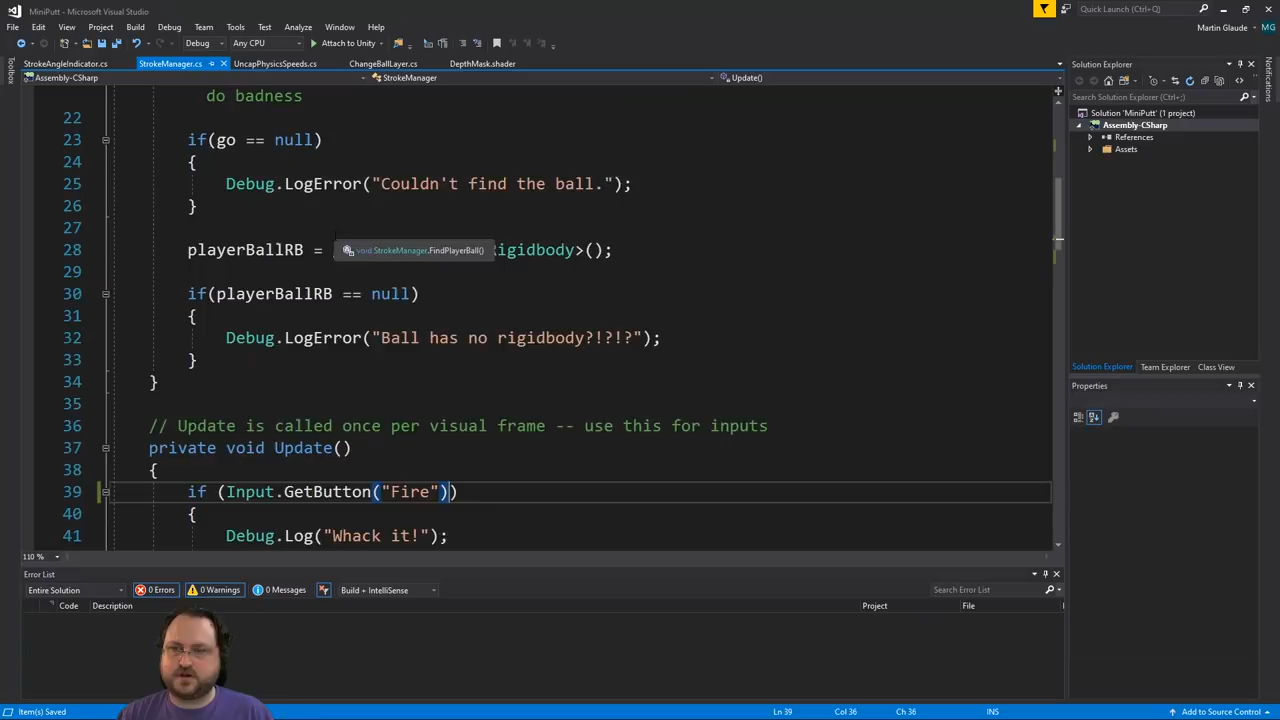 MiniPutt - Microsoft Visual Studio
Quick Launch (Ctrl+Q)
File Edit View Project Build Debug Team Tools Test Analyze Window Help
Martin Glaude MG
Debug Any CPU Attach to Unity
Toolbox
StrokeAngleIndicator.cs StrokeManager.cs UncapPhysicsSpeeds.cs ChangeBallLayer.cs DepthMask.shader
Assembly-CSharp StrokeManager Update()
do badness
22
23 if(go == null)
24 {
25 Debug.LogError("Couldn't find the ball.");
26 }
27
28 playerBallRB = void StrokeManager.FindPlayerBall() igidbody>();
29
30 if(playerBallRB == null)
31 {
32 Debug.LogError("Ball has no rigidbody?!?!?");
33 }
34 }
35
36 // Update is called once per visual frame -- use this for inputs
37 private void Update()
38 {
39 if (Input.GetButton("Fire"))
40 {
41 Debug.Log("Whack it!");
110 %
Error List
Entire Solution 0 Errors 0 Warnings 0 Messages Build + IntelliSense Search Error List
Code Description Project File
Solution Explorer
Search Solution Explorer (Ctrl+;)
Solution 'MiniPutt' (1 project)
Assembly-CSharp
References
Assets
Solution Explorer Team Explorer Class View
Properties
Notifications
Item(s) Saved Ln 39 Col 36 Ch 36 INS Add to Source Control